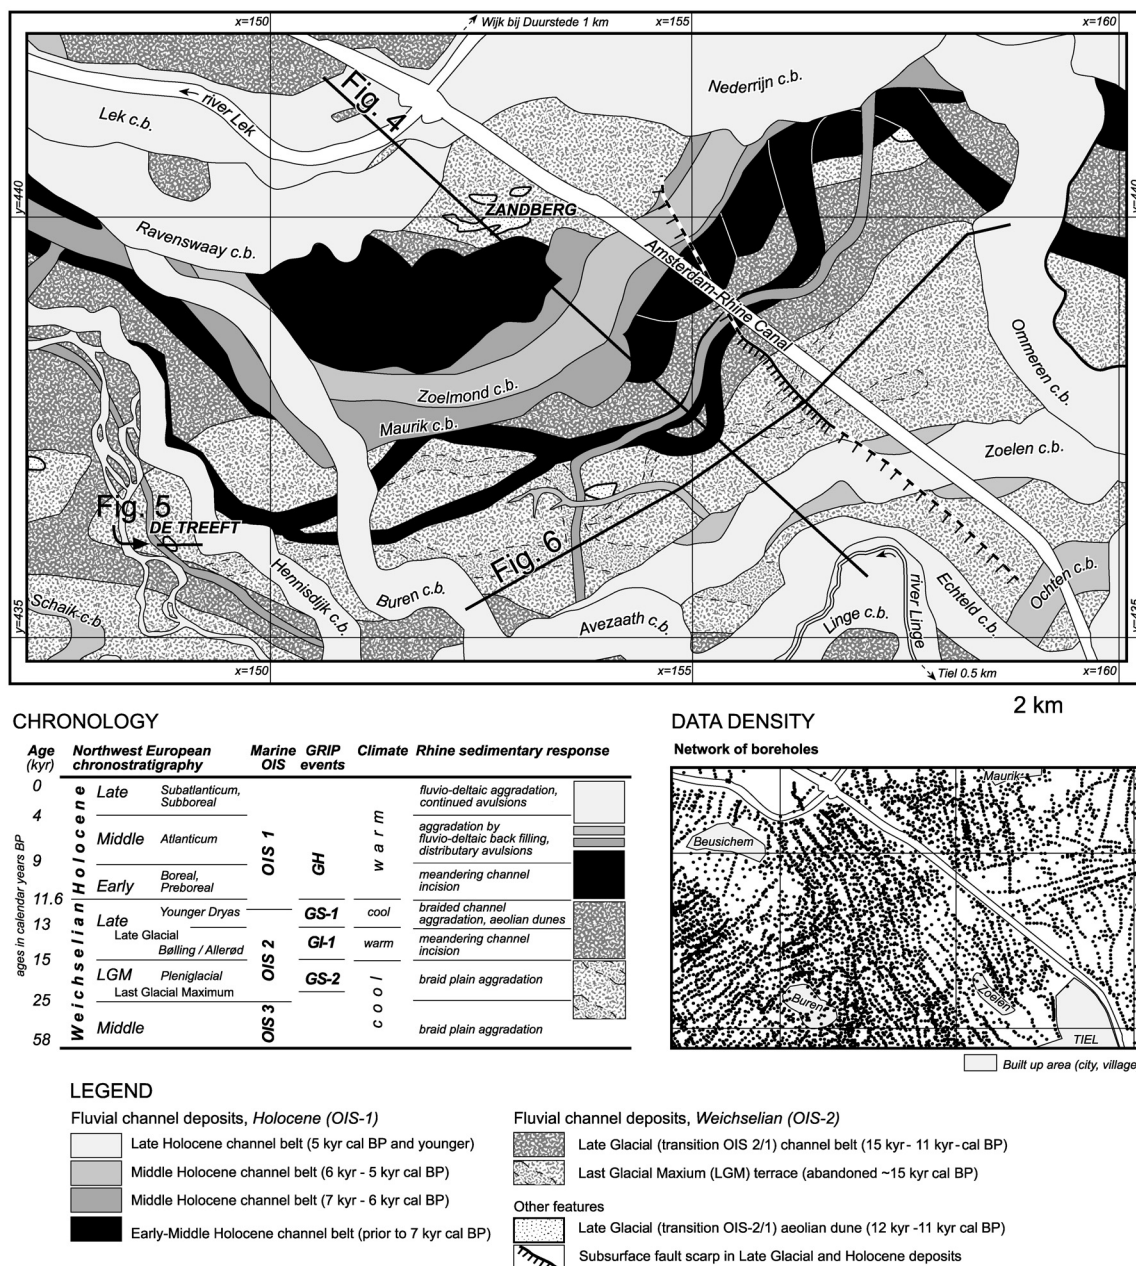 x=150
Wijk bij Duurstede 1 km
x=155
x=160
Nederrijn c.b.
Fig. 4
river Lek
Lek c.b.
y=440
y=440
ZANDBERG
Ravenswaay c.b.
Amsterdam-Rhine Canal
Ommeren c.b.
Zoelmond c.b.
Maurik c.b.
Zoelen c.b.
Fig. 5
DE TREEFT
Fig. 6
Hennisdijk c.b.
Buren c.b.
Ochten c.b.
Echteld c.b.
river Linge
Linge c.b.
Schaik c.b.
Avezaath c.b.
y=435
y=435
x=150
x=155
Tiel 0.5 km
x=160
2 km
CHRONOLOGY
Age (kyr)
Northwest European chronostratigraphy
Marine OIS
GRIP events
Climate
Rhine sedimentary response
ages in calendar years BP
0
4
9
11.6
13
15
25
58
Weichselian Holocene
Late
Subatlanticum, Subboreal
Middle
Atlanticum
Early
Boreal, Preboreal
Late
Younger Dryas
Late Glacial
Bølling / Allerød
LGM
Pleniglacial
Last Glacial Maximum
Middle
OIS 1
OIS 2
OIS 3
GH
GS-1
GI-1
GS-2
warm
cool
warm
cool
fluvio-deltaic aggradation, continued avulsions
aggradation by fluvio-deltaic back filling, distributary avulsions
meandering channel incision
braided channel aggradation, aeolian dunes
meandering channel incision
braid plain aggradation
braid plain aggradation
DATA DENSITY
Network of boreholes
Maurik
Beusichem
Buren
Zoelen
TIEL
Built up area (city, village
LEGEND
Fluvial channel deposits, Holocene (OIS-1)
Late Holocene channel belt (5 kyr cal BP and younger)
Middle Holocene channel belt (6 kyr - 5 kyr cal BP)
Middle Holocene channel belt (7 kyr - 6 kyr cal BP)
Early-Middle Holocene channel belt (prior to 7 kyr cal BP)
Fluvial channel deposits, Weichselian (OIS-2)
Late Glacial (transition OIS 2/1) channel belt (15 kyr - 11 kyr - cal BP)
Last Glacial Maxium (LGM) terrace (abandoned ~15 kyr cal BP)
Other features
Late Glacial (transition OIS-2/1) aeolian dune (12 kyr -11 kyr cal BP)
Subsurface fault scarp in Late Glacial and Holocene deposits